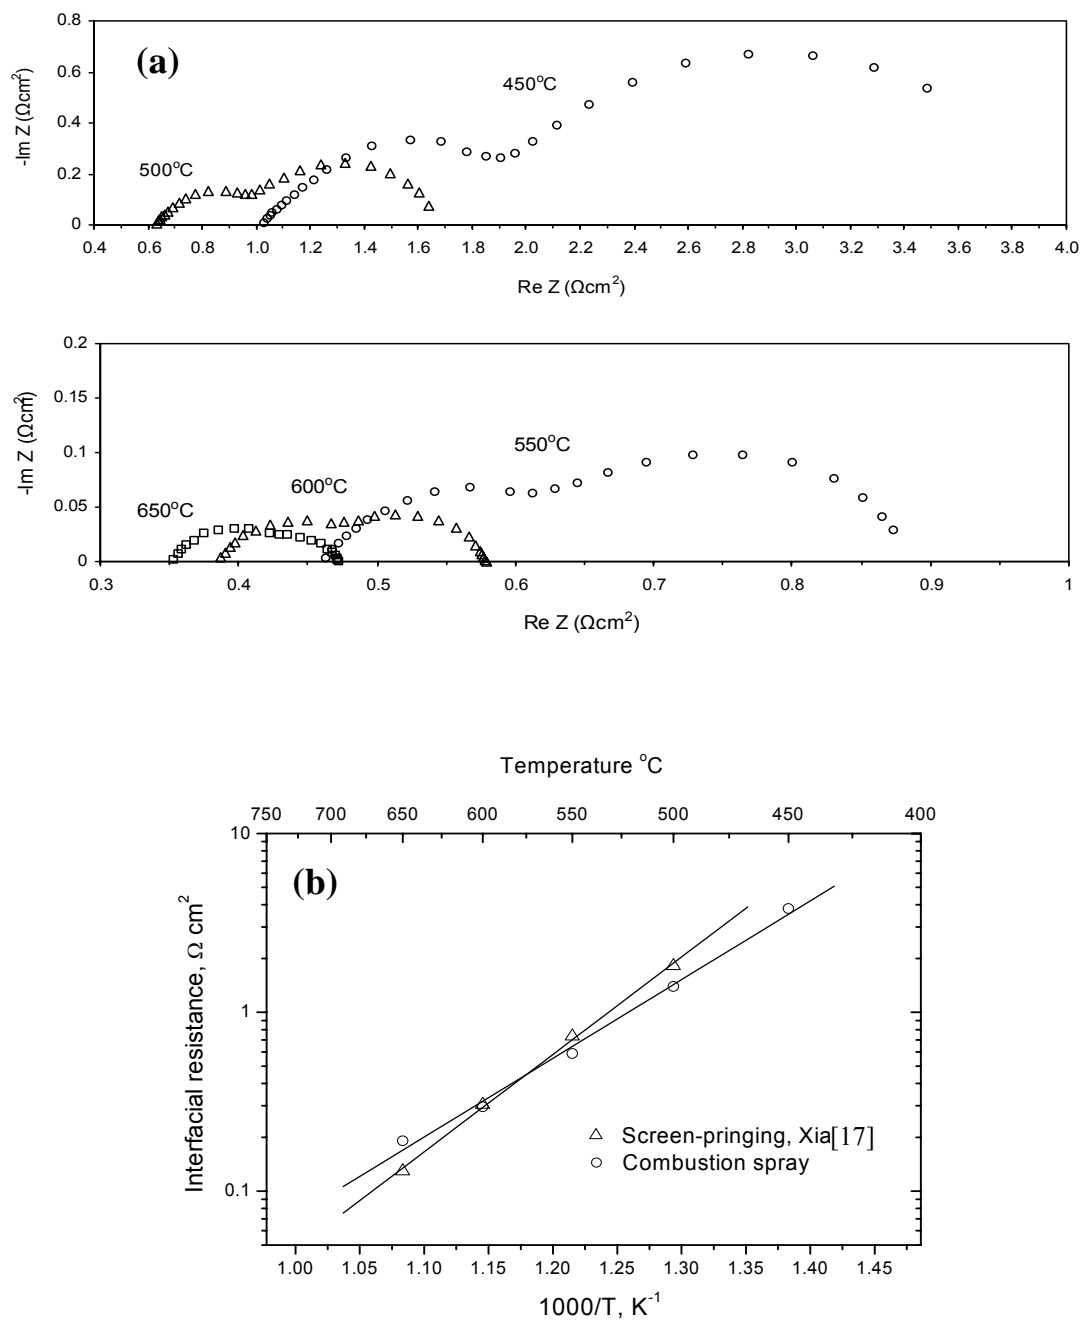 (a)
-Im Z (Ωcm²)
0.8
0.6
0.4
0.2
0
450°C
500°C
0.4 0.6 0.8 1.0 1.2 1.4 1.6 1.8 2.0 2.2 2.4 2.6 2.8 3.0 3.2 3.4 3.6 3.8 4.0
Re Z (Ωcm²)
-Im Z (Ωcm²)
0.2
0.15
0.1
0.05
0
550°C
600°C
650°C
0.3 0.4 0.5 0.6 0.7 0.8 0.9 1
Re Z (Ωcm²)
Temperature °C
750 700 650 600 550 500 450 400
(b)
Interfacial resistance, Ω cm²
10
1
0.1
Screen-pringing, Xia[17]
Combustion spray
1.00 1.05 1.10 1.15 1.20 1.25 1.30 1.35 1.40 1.45
1000/T, K⁻¹